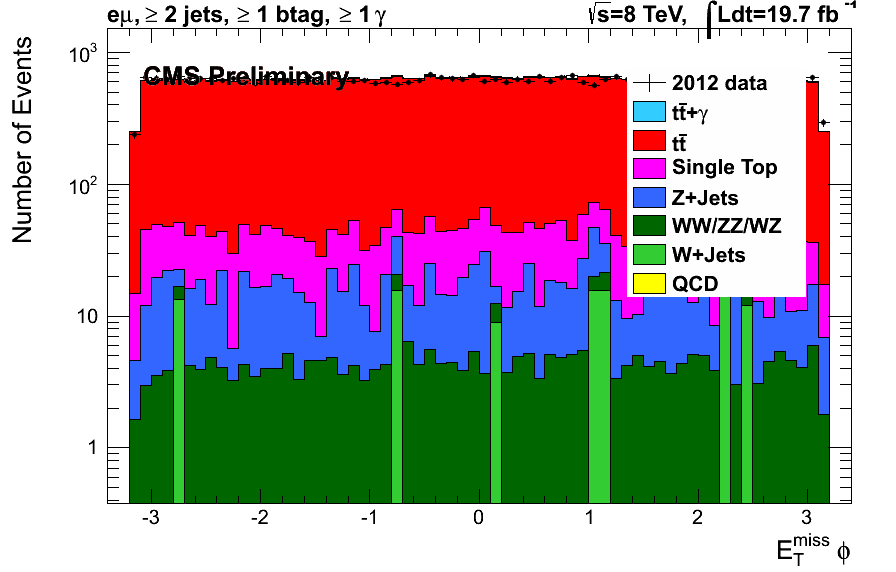 eμ, ≥ 2 jets, ≥ 1 btag, ≥ 1 γ
√s=8 TeV, ∫Ldt=19.7 fb⁻¹
CMS Preliminary
Number of Events
10³
10²
10
1
2012 data
tt̄+γ
tt̄
Single Top
Z+Jets
WW/ZZ/WZ
W+Jets
QCD
-3 -2 -1 0 1 2 3
E_T^miss ϕ